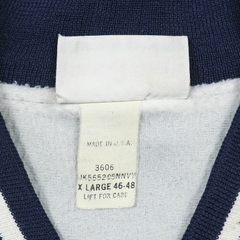 MADE IN U.S.A.
3606
X LARGE 46-48
LIFT FOR CARE